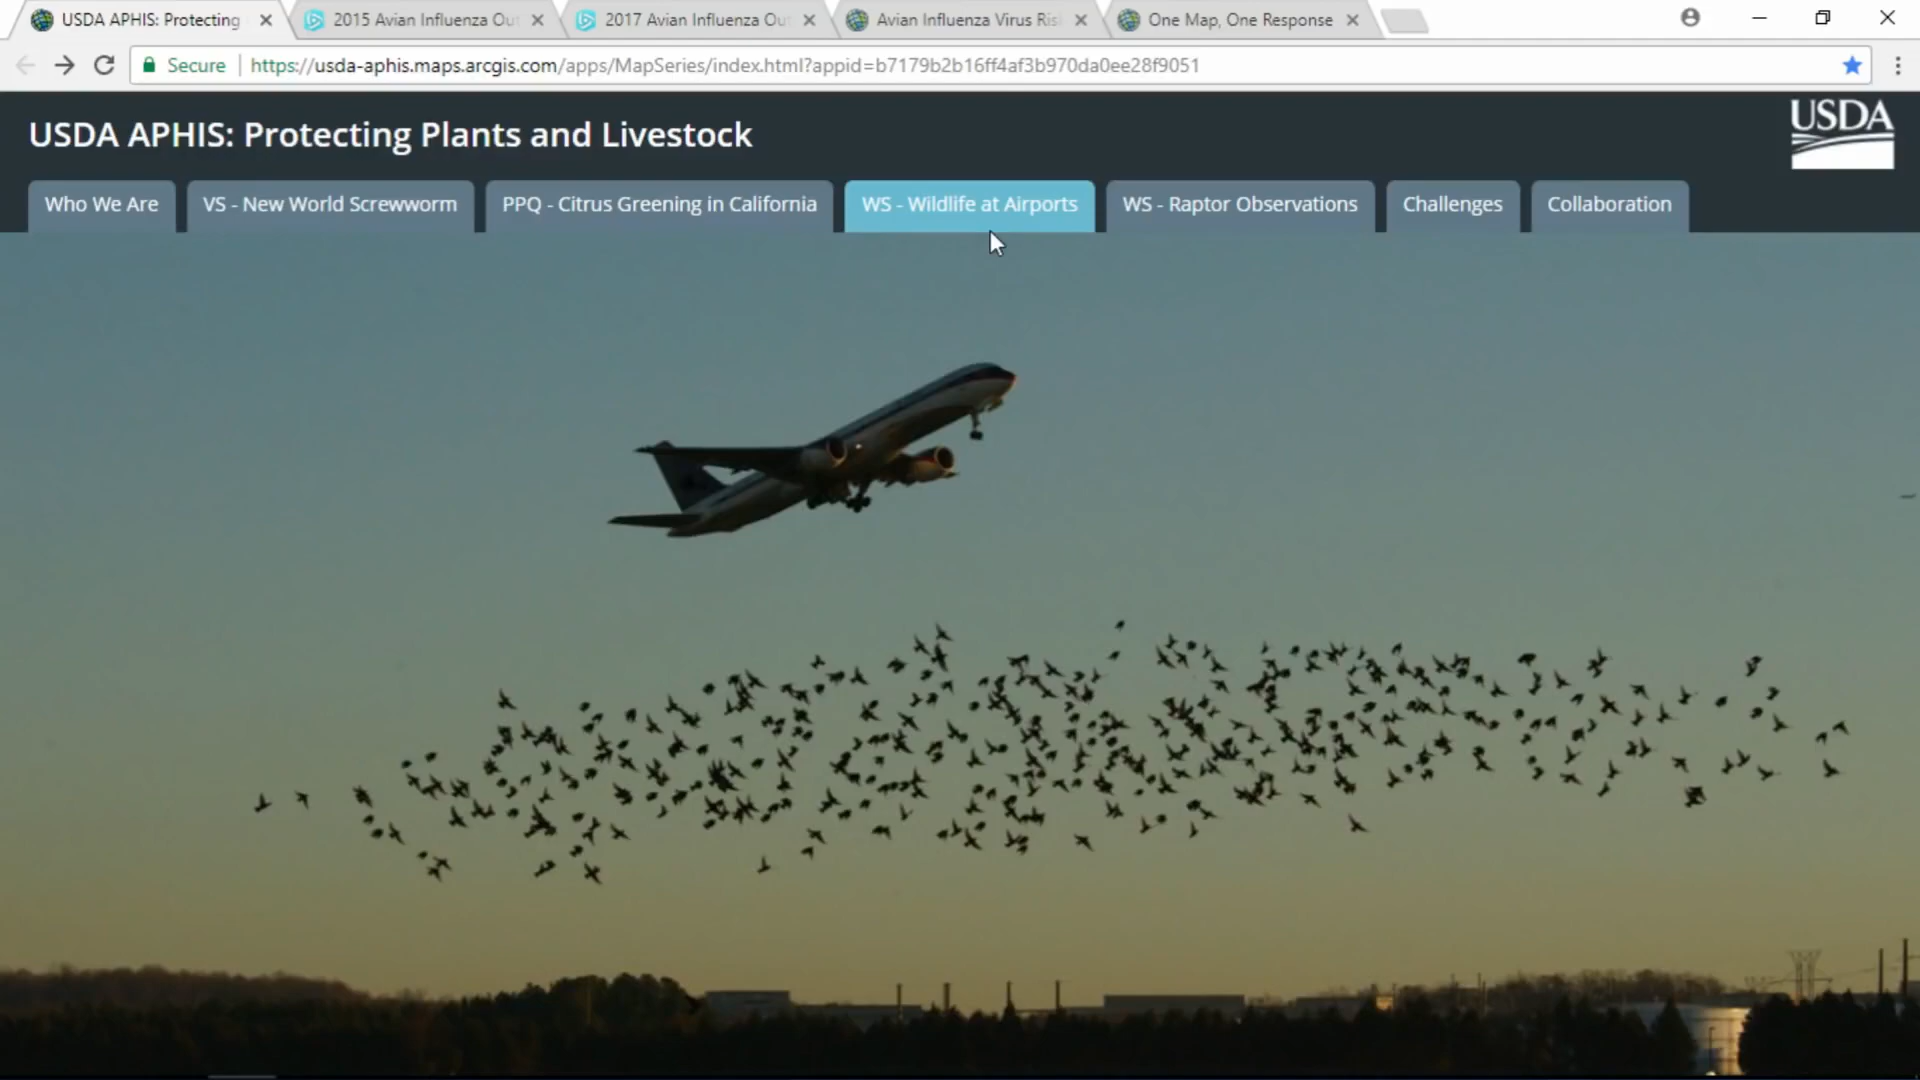 USDA APHIS: Protecting
2015 Avian Influenza Ou
2017 Avian Influenza Ou
Avian Influenza Virus Ris
One Map, One Response
Secure
https://usda-aphis.maps.arcgis.com/apps/MapSeries/index.html?appid=b7179b2b16ff4af3b970da0ee28f9051
USDA APHIS: Protecting Plants and Livestock
USDA
Who We Are
VS - New World Screwworm
PPQ - Citrus Greening in California
WS - Wildlife at Airports
WS - Raptor Observations
Challenges
Collaboration